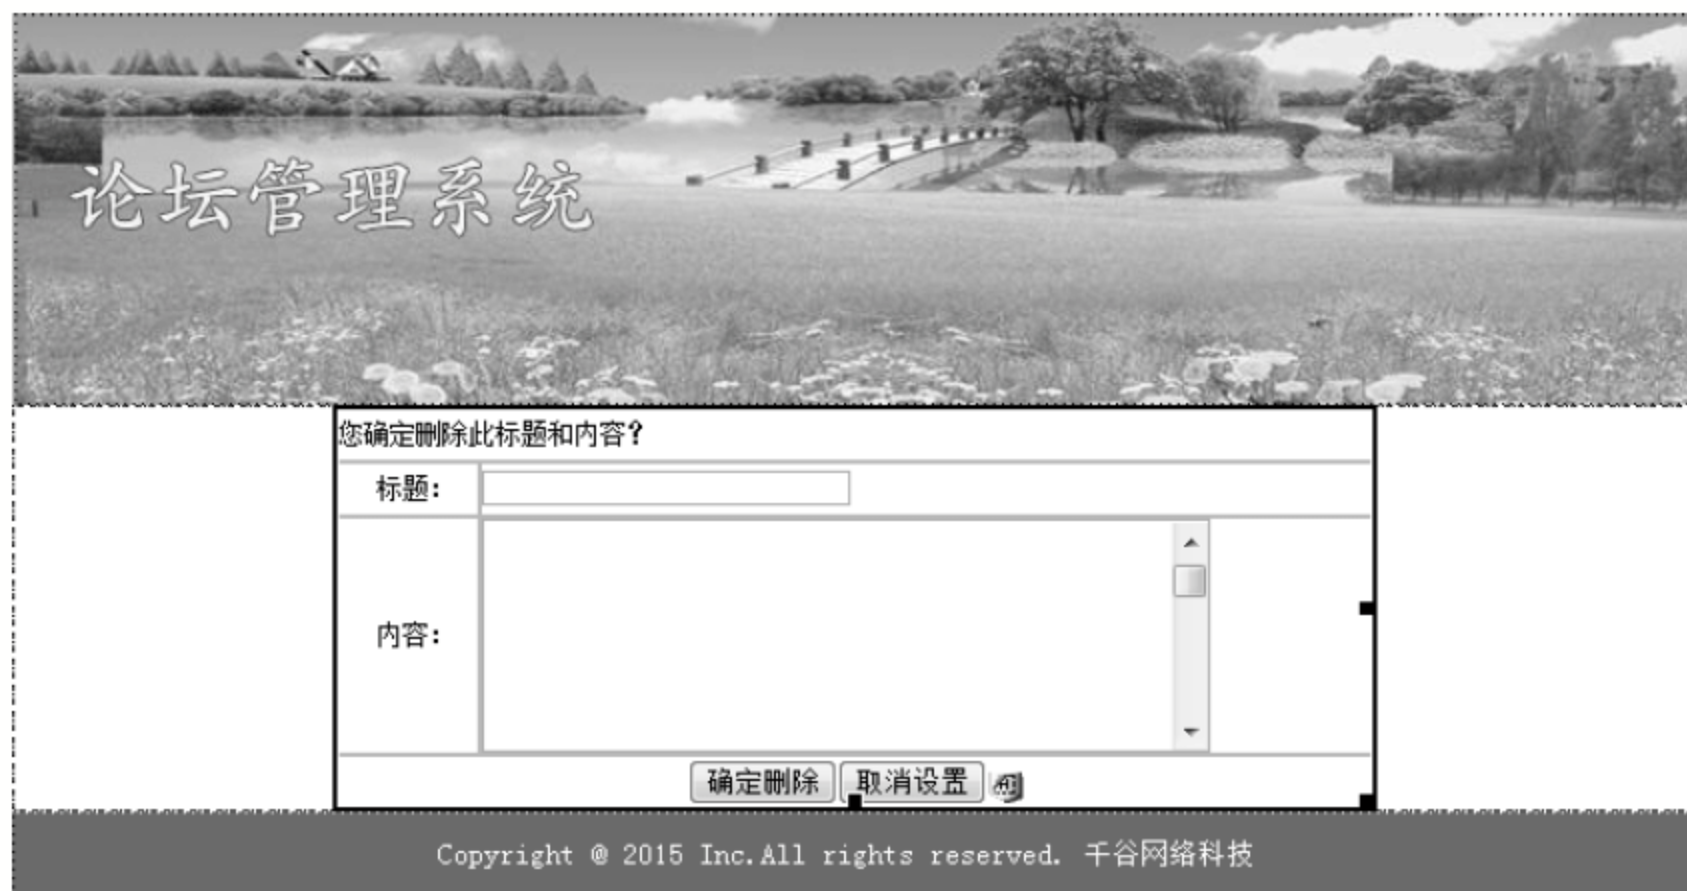 论坛管理系统
您确定删除此标题和内容？
标题：
内容：
确定删除 取消设置
Copyright @ 2015 Inc.All rights reserved. 千谷网络科技